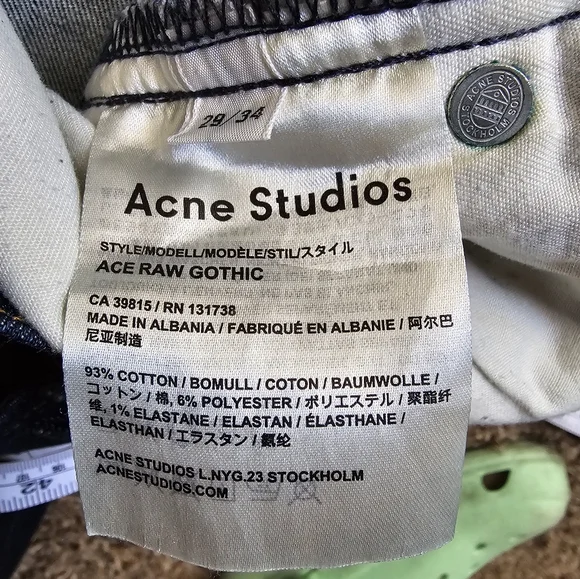 29/34
ACNE STUDIOS
STOCKHOLM
Acne Studios
STYLE/MODELL/MODÈLE/STIL/スタイル
ACE RAW GOTHIC
CA 39815 / RN 131738
MADE IN ALBANIA / FABRIQUÉ EN ALBANIE / 阿尔巴
尼亚制造
93% COTTON / BOMULL / COTON / BAUMWOLLE /
コットン / 棉, 6% POLYESTER / ポリエステル / 聚酯纤
维, 1% ELASTANE / ELASTAN / ÉLASTHANE /
ELASTHAN / エラスタン / 氨纶
ACNE STUDIOS L.NYG.23 STOCKHOLM
ACNESTUDIOS.COM
42